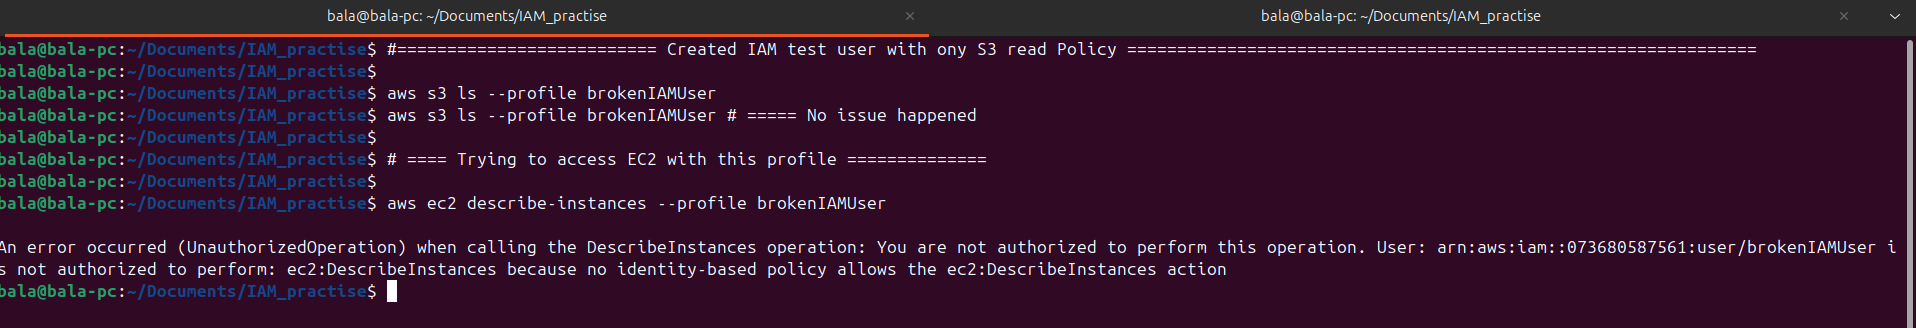 bala@bala-pc: ~/Documents/IAM_practise × bala@bala-pc: ~/Documents/IAM_practise ×
bala@bala-pc:~/Documents/IAM_practise$ #========================== Created IAM test user with ony S3 read Policy ===============================================================
bala@bala-pc:~/Documents/IAM_practise$
bala@bala-pc:~/Documents/IAM_practise$ aws s3 ls --profile brokenIAMUser
bala@bala-pc:~/Documents/IAM_practise$ aws s3 ls --profile brokenIAMUser # ===== No issue happened
bala@bala-pc:~/Documents/IAM_practise$
bala@bala-pc:~/Documents/IAM_practise$ # ==== Trying to access EC2 with this profile ==============
bala@bala-pc:~/Documents/IAM_practise$
bala@bala-pc:~/Documents/IAM_practise$ aws ec2 describe-instances --profile brokenIAMUser
An error occurred (UnauthorizedOperation) when calling the DescribeInstances operation: You are not authorized to perform this operation. User: arn:aws:iam::073680587561:user/brokenIAMUser i
s not authorized to perform: ec2:DescribeInstances because no identity-based policy allows the ec2:DescribeInstances action
bala@bala-pc:~/Documents/IAM_practise$